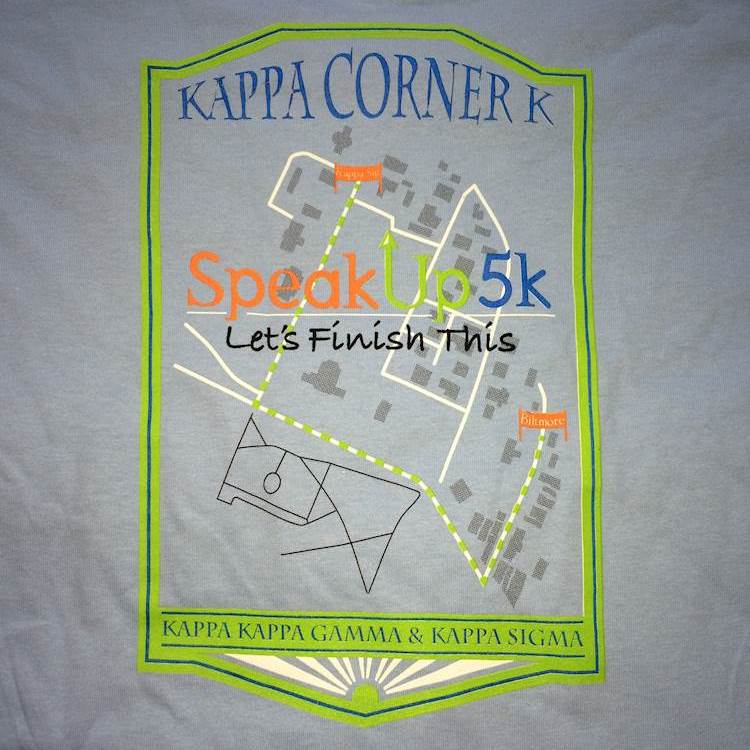 KAPPA CORNER K
Kappa Sig
SpeakUp5k
Let's Finish This
Biltmore
KAPPA KAPPA GAMMA & KAPPA SIGMA